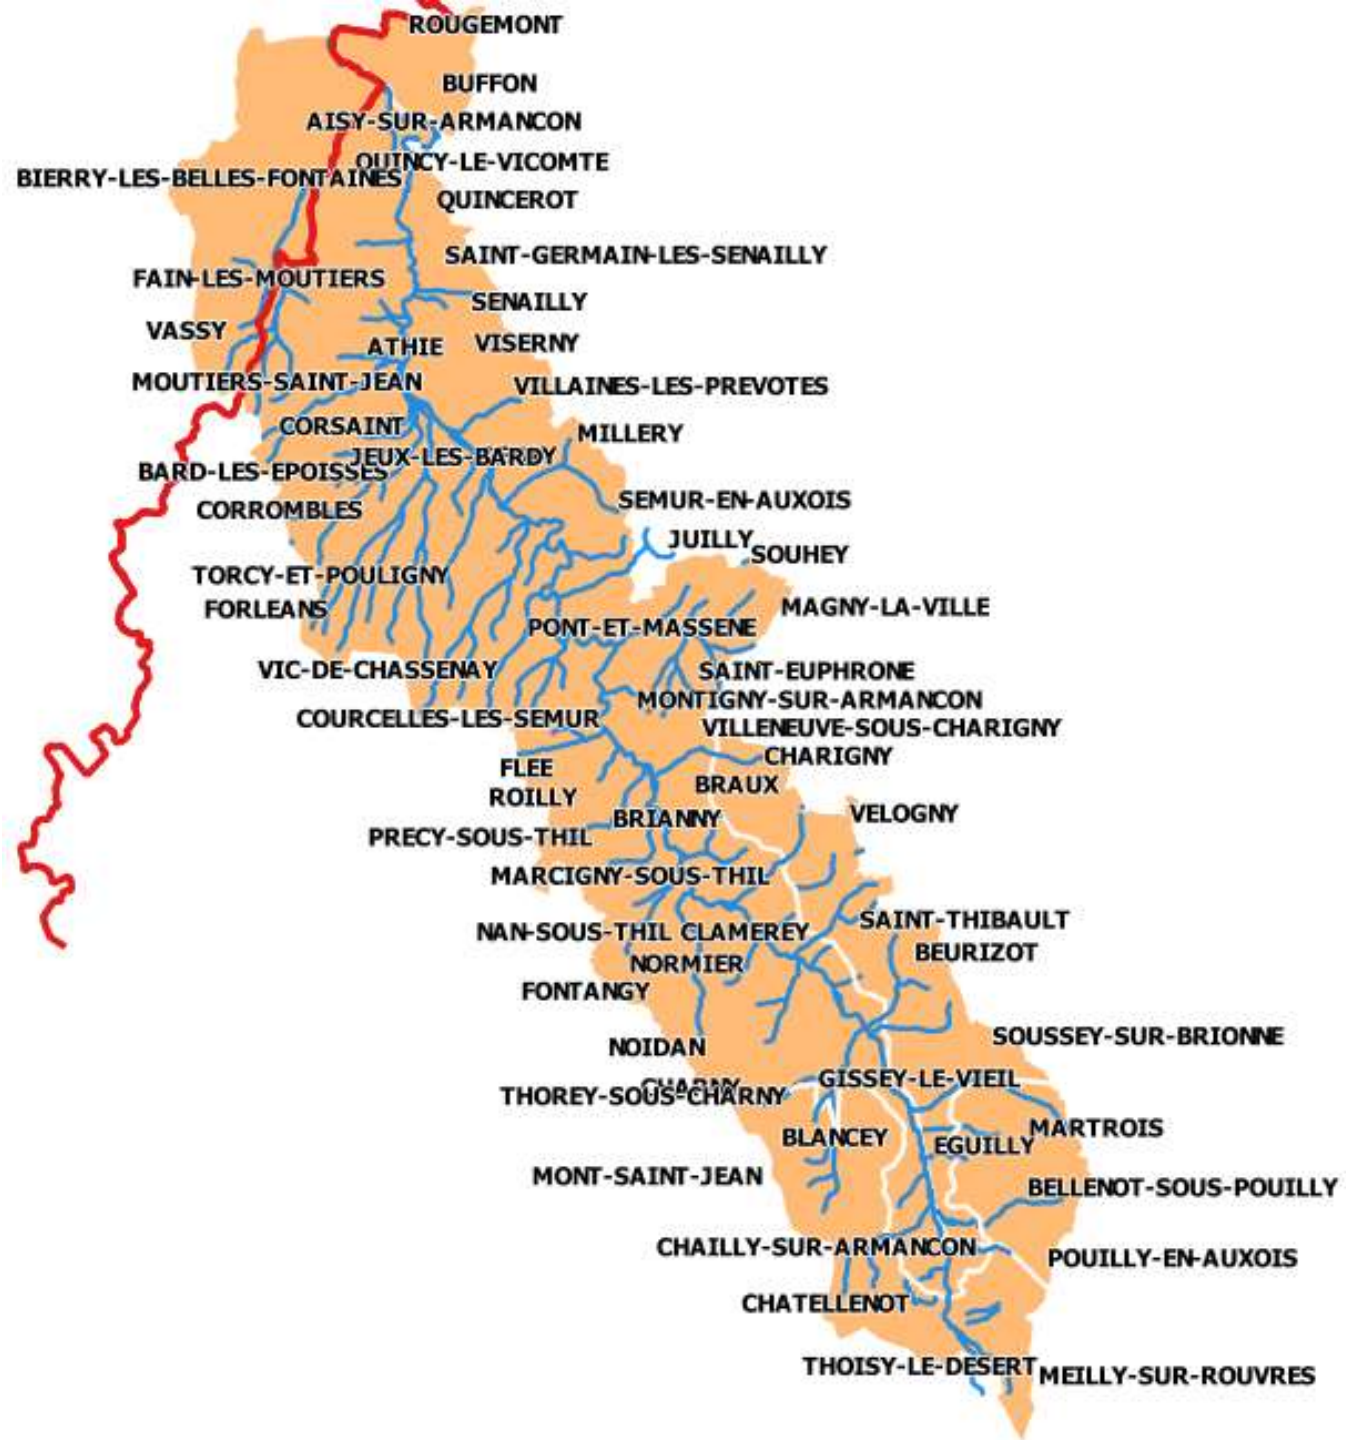 ROUGEMONT
BUFFON
AISY-SUR-ARMANCON
QUINCY-LE-VICOMTE
BIERRY-LES-BELLES-FONTAINES
QUINCEROT
SAINT-GERMAIN-LES-SENAILLY
FAIN-LES-MOUTIERS
SENAILLY
VASSY
ATHIE
VISERNY
MOUTIERS-SAINT-JEAN
VILLAINES-LES-PREVOTES
CORSAINT
MILLERY
JEUX-LES-BARDY
BARD-LES-EPOISSES
SEMUR-EN-AUXOIS
CORROMBLES
JUILLY
SOUHEY
TORCY-ET-POULIGNY
FORLEANS
MAGNY-LA-VILLE
PONT-ET-MASSENE
VIC-DE-CHASSENAY
SAINT-EUPHRONE
MONTIGNY-SUR-ARMANCON
COURCELLES-LES-SEMUR
VILLENEUVE-SOUS-CHARIGNY
CHARIGNY
FLEE
BRAUX
ROILLY
VELOGNY
BRIANNY
PRECY-SOUS-THIL
MARCIGNY-SOUS-THIL
SAINT-THIBAULT
NAN-SOUS-THIL
CLAMEREY
BEURIZOT
NORMIER
FONTANGY
SOUSSEY-SUR-BRIONNE
NOIDAN
GISSEY-LE-VIEIL
CHARNY
THOREY-SOUS-CHARNY
MARTROIS
BLANCEY
EGUILLY
MONT-SAINT-JEAN
BELLENOT-SOUS-POUILLY
CHAILLY-SUR-ARMANCON
POUILLY-EN-AUXOIS
CHATELLENOT
THOISY-LE-DESERT
MEILLY-SUR-ROUVRES